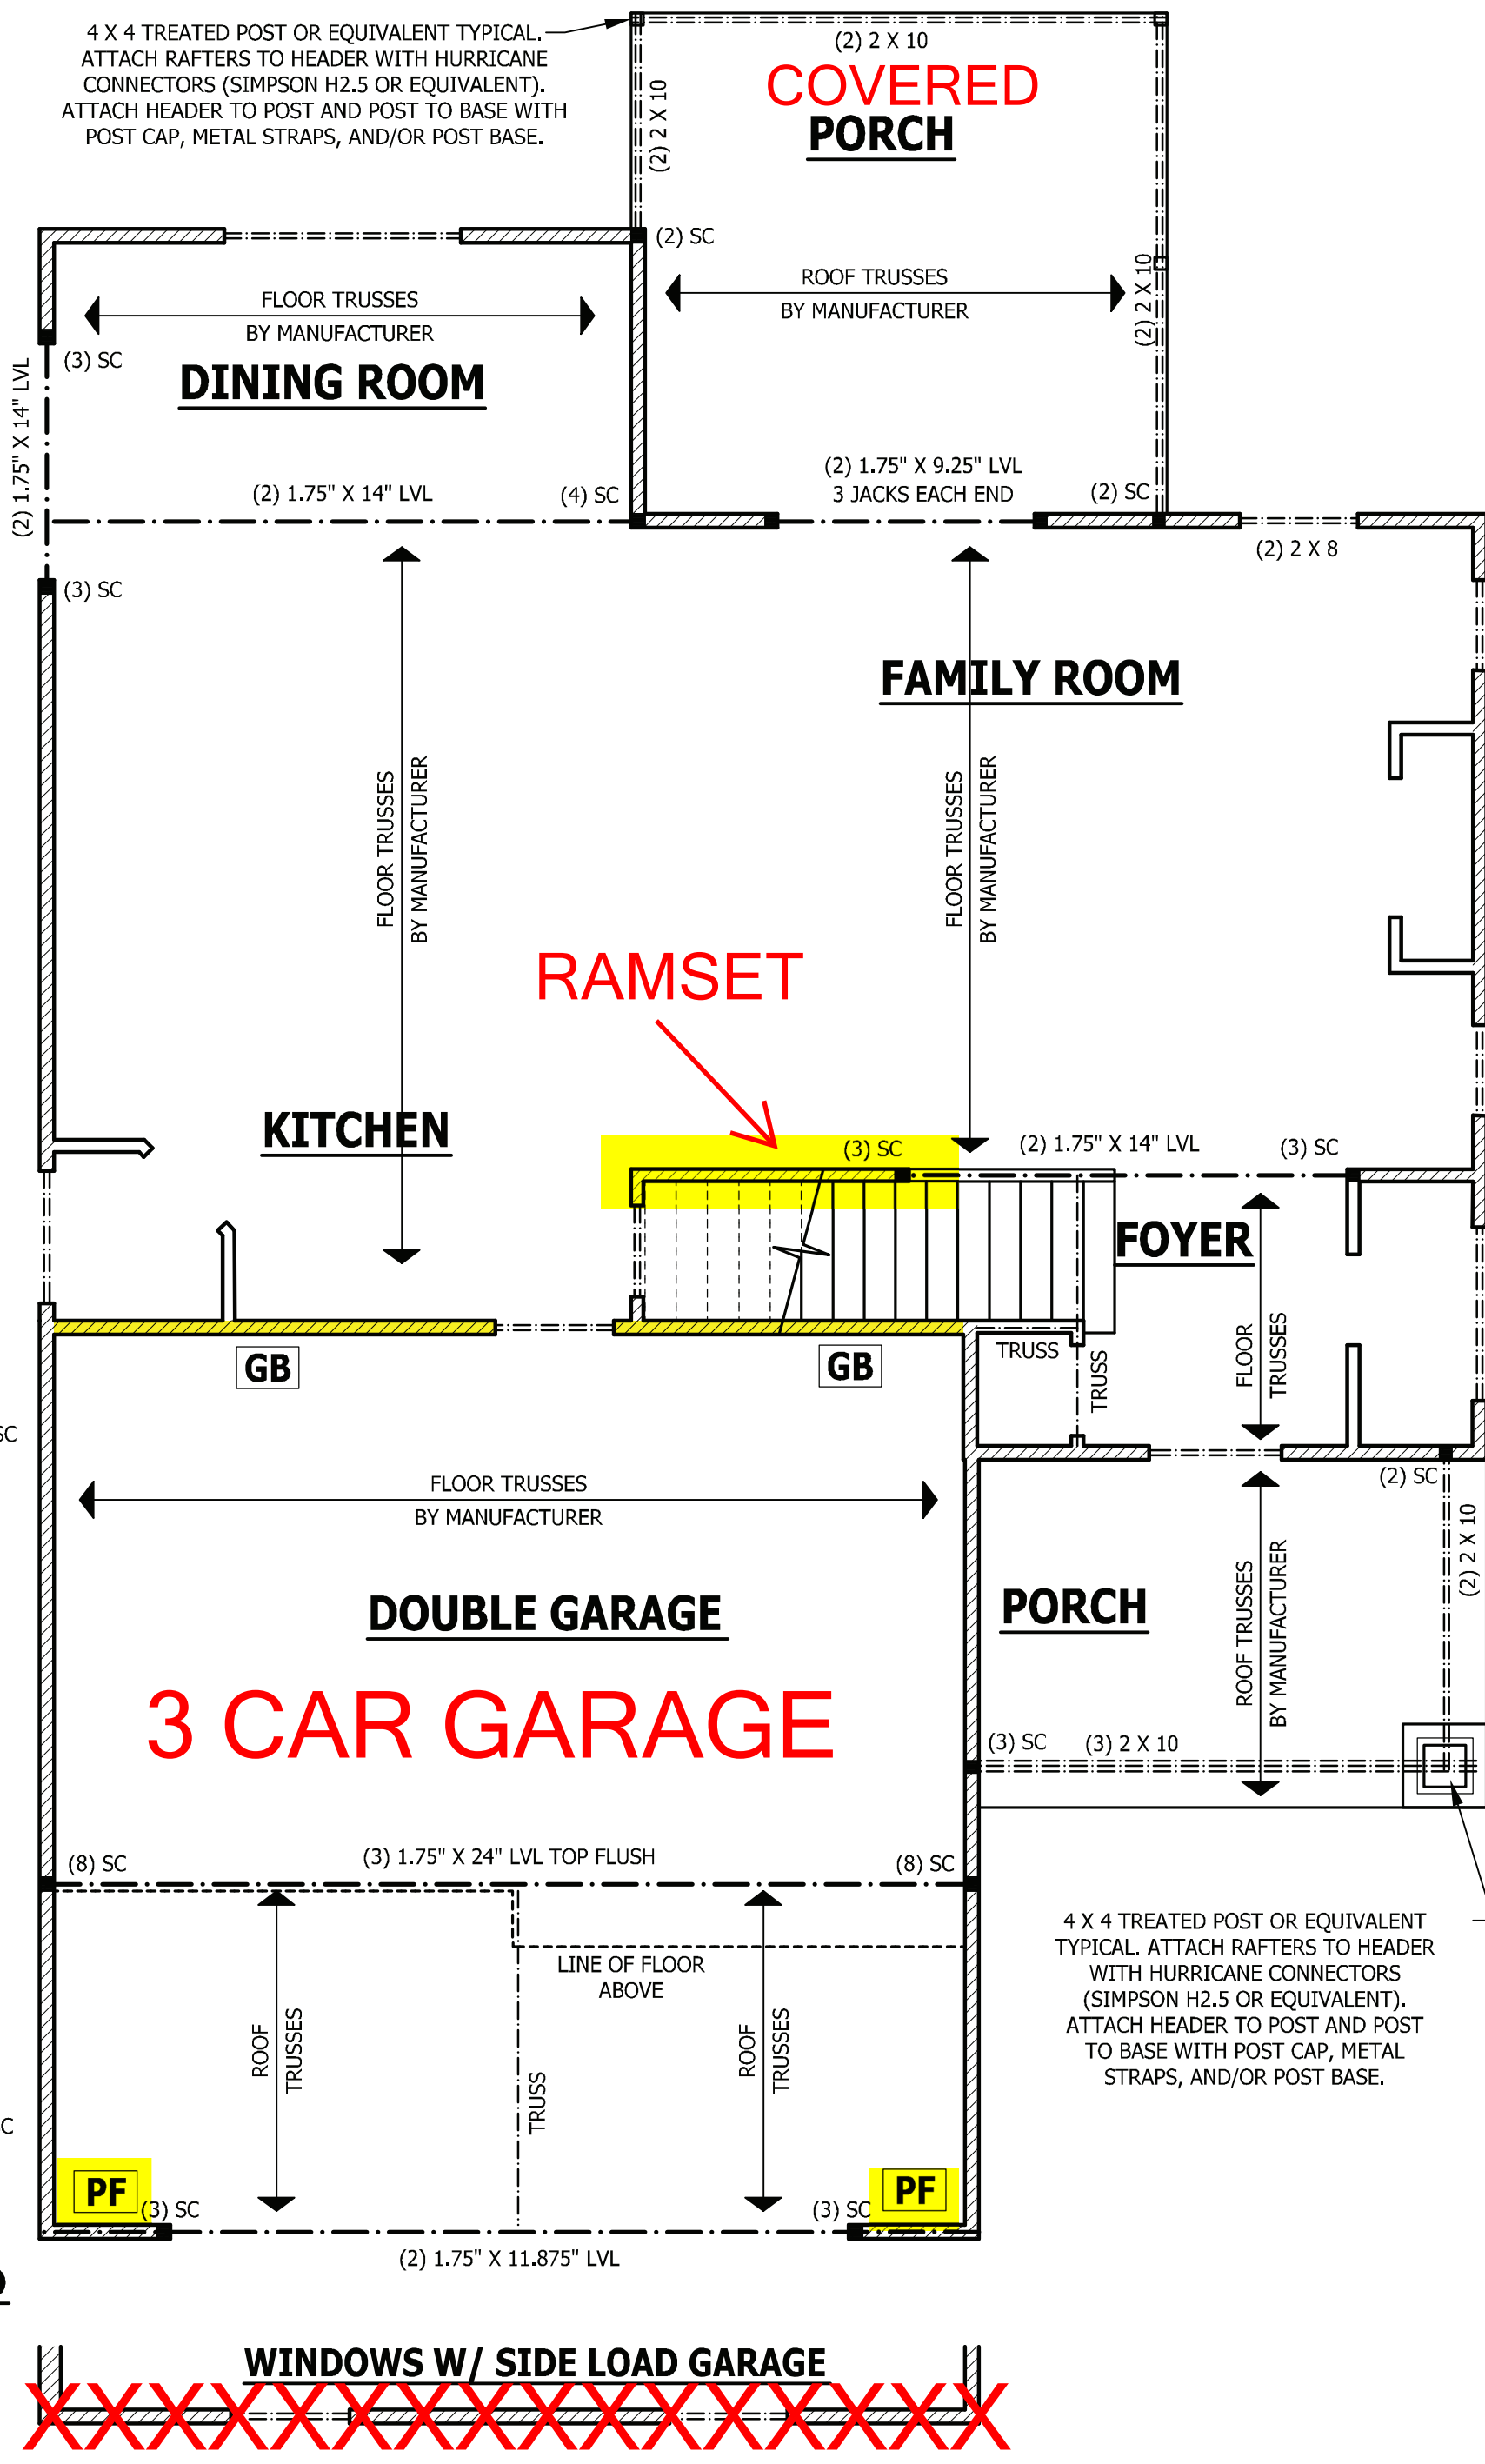 4 X 4 TREATED POST OR EQUIVALENT TYPICAL.
ATTACH RAFTERS TO HEADER WITH HURRICANE
CONNECTORS (SIMPSON H2.5 OR EQUIVALENT).
ATTACH HEADER TO POST AND POST TO BASE WITH
POST CAP, METAL STRAPS, AND/OR POST BASE.
(2) 2 X 10
COVERED
PORCH
(2) 2 X 10
(2) SC
ROOF TRUSSES
BY MANUFACTURER
(2) 2 X 10
FLOOR TRUSSES
BY MANUFACTURER
(3) SC
DINING ROOM
(2) 1.75" X 14" LVL
(2) 1.75" X 14" LVL
(4) SC
(2) 1.75" X 9.25" LVL
3 JACKS EACH END
(2) SC
(2) 2 X 8
(3) SC
FAMILY ROOM
FLOOR TRUSSES
BY MANUFACTURER
FLOOR TRUSSES
BY MANUFACTURER
RAMSET
KITCHEN
(3) SC
(2) 1.75" X 14" LVL
(3) SC
FOYER
GB
GB
TRUSS
TRUSS
FLOOR
TRUSSES
SC
FLOOR TRUSSES
BY MANUFACTURER
(2) SC
(2) 2 X 10
DOUBLE GARAGE
PORCH
ROOF TRUSSES
BY MANUFACTURER
3 CAR GARAGE
(3) SC
(3) 2 X 10
(8) SC
(3) 1.75" X 24" LVL TOP FLUSH
(8) SC
4 X 4 TREATED POST OR EQUIVALENT
TYPICAL. ATTACH RAFTERS TO HEADER
WITH HURRICANE CONNECTORS
(SIMPSON H2.5 OR EQUIVALENT).
ATTACH HEADER TO POST AND POST
TO BASE WITH POST CAP, METAL
STRAPS, AND/OR POST BASE.
LINE OF FLOOR
ABOVE
ROOF
TRUSSES
TRUSS
ROOF
TRUSSES
C
PF
(3) SC
(3) SC
PF
(2) 1.75" X 11.875" LVL
WINDOWS W/ SIDE LOAD GARAGE
XXXXXXXXXXXXXXXX